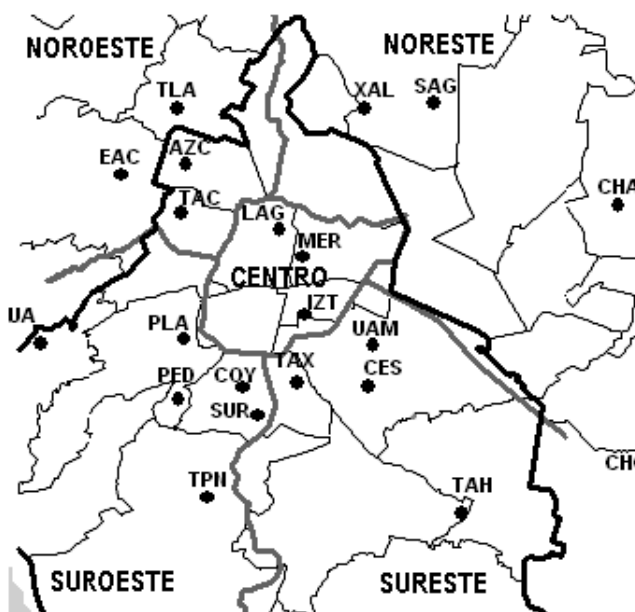 NOROESTE
NORESTE
TLA
XAL
SAG
EAC
AZC
CHA
TAC
LAG
MER
CENTRO
IZT
UA
PLA
UAM
TAX
PED
COY
CES
SUR
CHO
TPN
TAH
SUROESTE
SURESTE